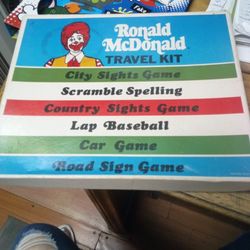 Ronald
McDonald
TRAVEL KIT
City Sights Game
Scramble Spelling
Country Sights Game
Lap Baseball
Car Game
Road Sign Game